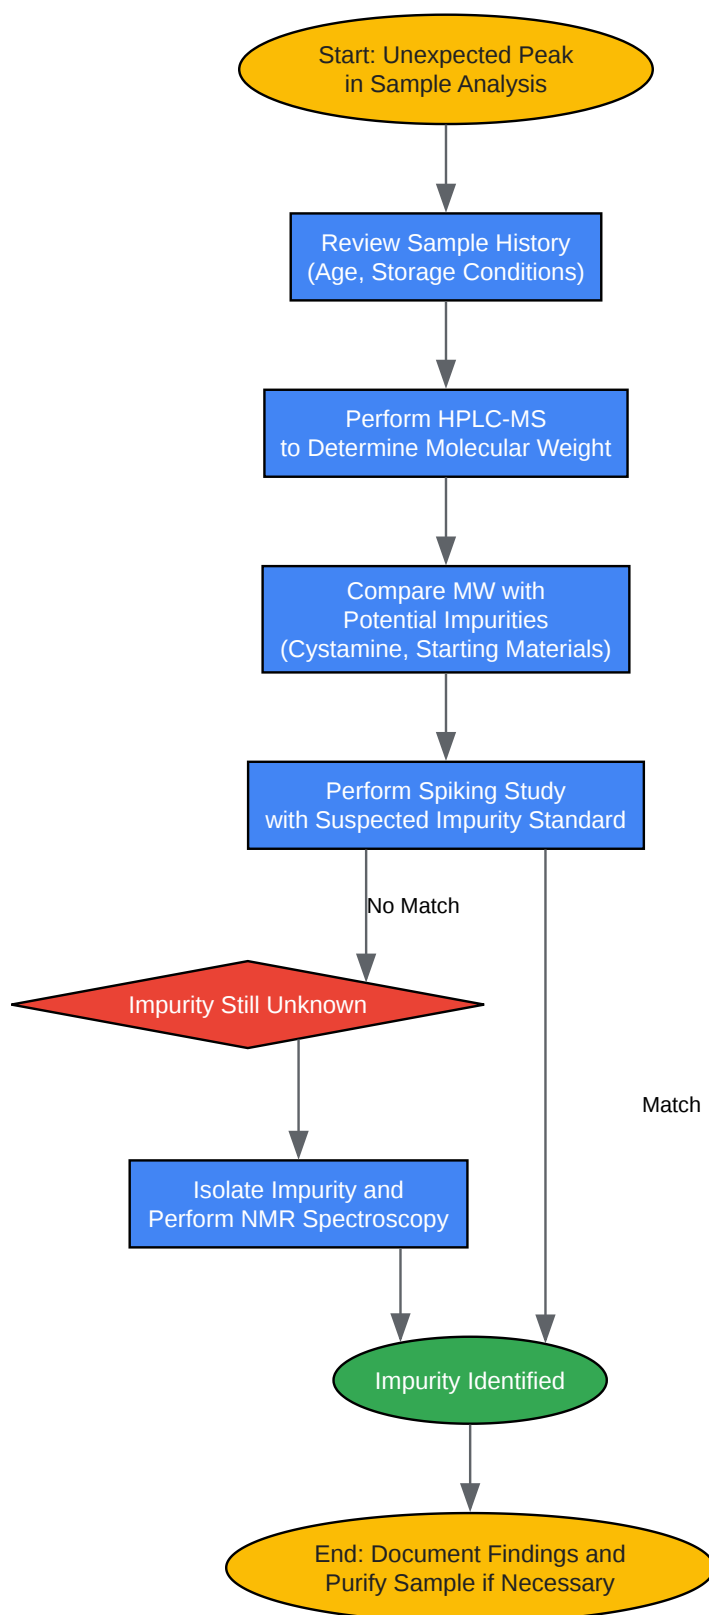 Start: Unexpected Peak
in Sample Analysis
Review Sample History
(Age, Storage Conditions)
Perform HPLC-MS
to Determine Molecular Weight
Compare MW with
Potential Impurities
(Cystamine, Starting Materials)
Perform Spiking Study
with Suspected Impurity Standard
No Match
Impurity Still Unknown
Match
Isolate Impurity and
Perform NMR Spectroscopy
Impurity Identified
End: Document Findings and
Purify Sample if Necessary